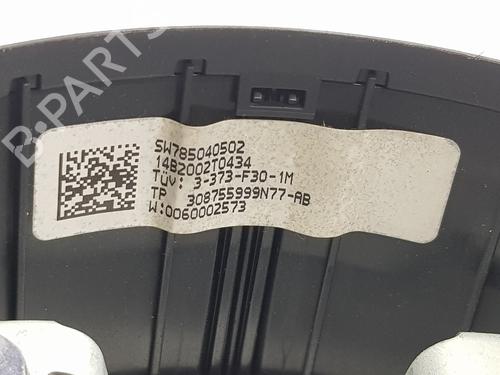 B-PARTS
SW785040502
14B2002T0434
TÜV: 3-373-F30-1M
TP 308755999N77-AB
W:0060002573